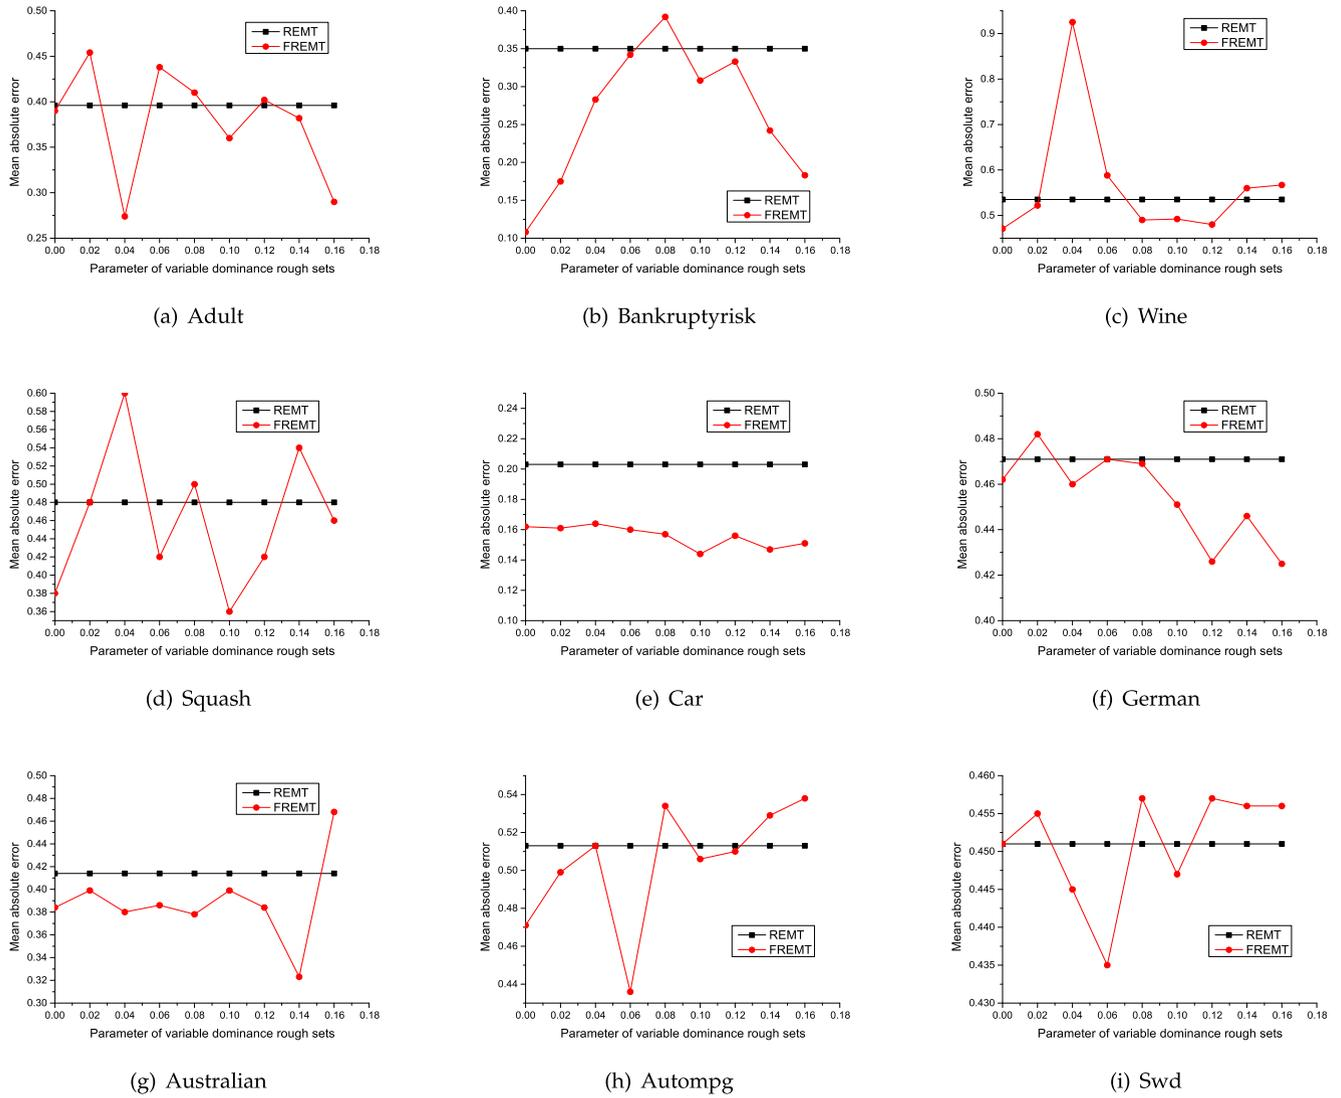 0.50
0.45
0.40
0.35
0.30
0.25
Mean absolute error
REMT
FREMT
0.00 0.02 0.04 0.06 0.08 0.10 0.12 0.14 0.16 0.18
Parameter of variable dominance rough sets
(a) Adult
0.40
0.35
0.30
0.25
0.20
0.15
0.10
Mean absolute error
REMT
FREMT
0.00 0.02 0.04 0.06 0.08 0.10 0.12 0.14 0.16 0.18
Parameter of variable dominance rough sets
(b) Bankruptyrisk
0.9
0.8
0.7
0.6
0.5
Mean absolute error
REMT
FREMT
0.00 0.02 0.04 0.06 0.08 0.10 0.12 0.14 0.16 0.18
Parameter of variable dominance rough sets
(c) Wine
0.60
0.58
0.56
0.54
0.52
0.50
0.48
0.46
0.44
0.42
0.40
0.38
0.36
Mean absolute error
REMT
FREMT
0.00 0.02 0.04 0.06 0.08 0.10 0.12 0.14 0.16 0.18
Parameter of variable dominance rough sets
(d) Squash
0.24
0.22
0.20
0.18
0.16
0.14
0.12
0.10
Mean absolute error
REMT
FREMT
0.00 0.02 0.04 0.06 0.08 0.10 0.12 0.14 0.16 0.18
Parameter of variable dominance rough sets
(e) Car
0.50
0.48
0.46
0.44
0.42
0.40
Mean absolute error
REMT
FREMT
0.00 0.02 0.04 0.06 0.08 0.10 0.12 0.14 0.16 0.18
Parameter of variable dominance rough sets
(f) German
0.50
0.48
0.46
0.44
0.42
0.40
0.38
0.36
0.34
0.32
0.30
Mean absolute error
REMT
FREMT
0.00 0.02 0.04 0.06 0.08 0.10 0.12 0.14 0.16 0.18
Parameter of variable dominance rough sets
(g) Australian
0.54
0.52
0.50
0.48
0.46
0.44
Mean absolute error
REMT
FREMT
0.00 0.02 0.04 0.06 0.08 0.10 0.12 0.14 0.16 0.18
Parameter of variable dominance rough sets
(h) Autompg
0.460
0.455
0.450
0.445
0.440
0.435
0.430
Mean absolute error
REMT
FREMT
0.00 0.02 0.04 0.06 0.08 0.10 0.12 0.14 0.16 0.18
Parameter of variable dominance rough sets
(i) Swd